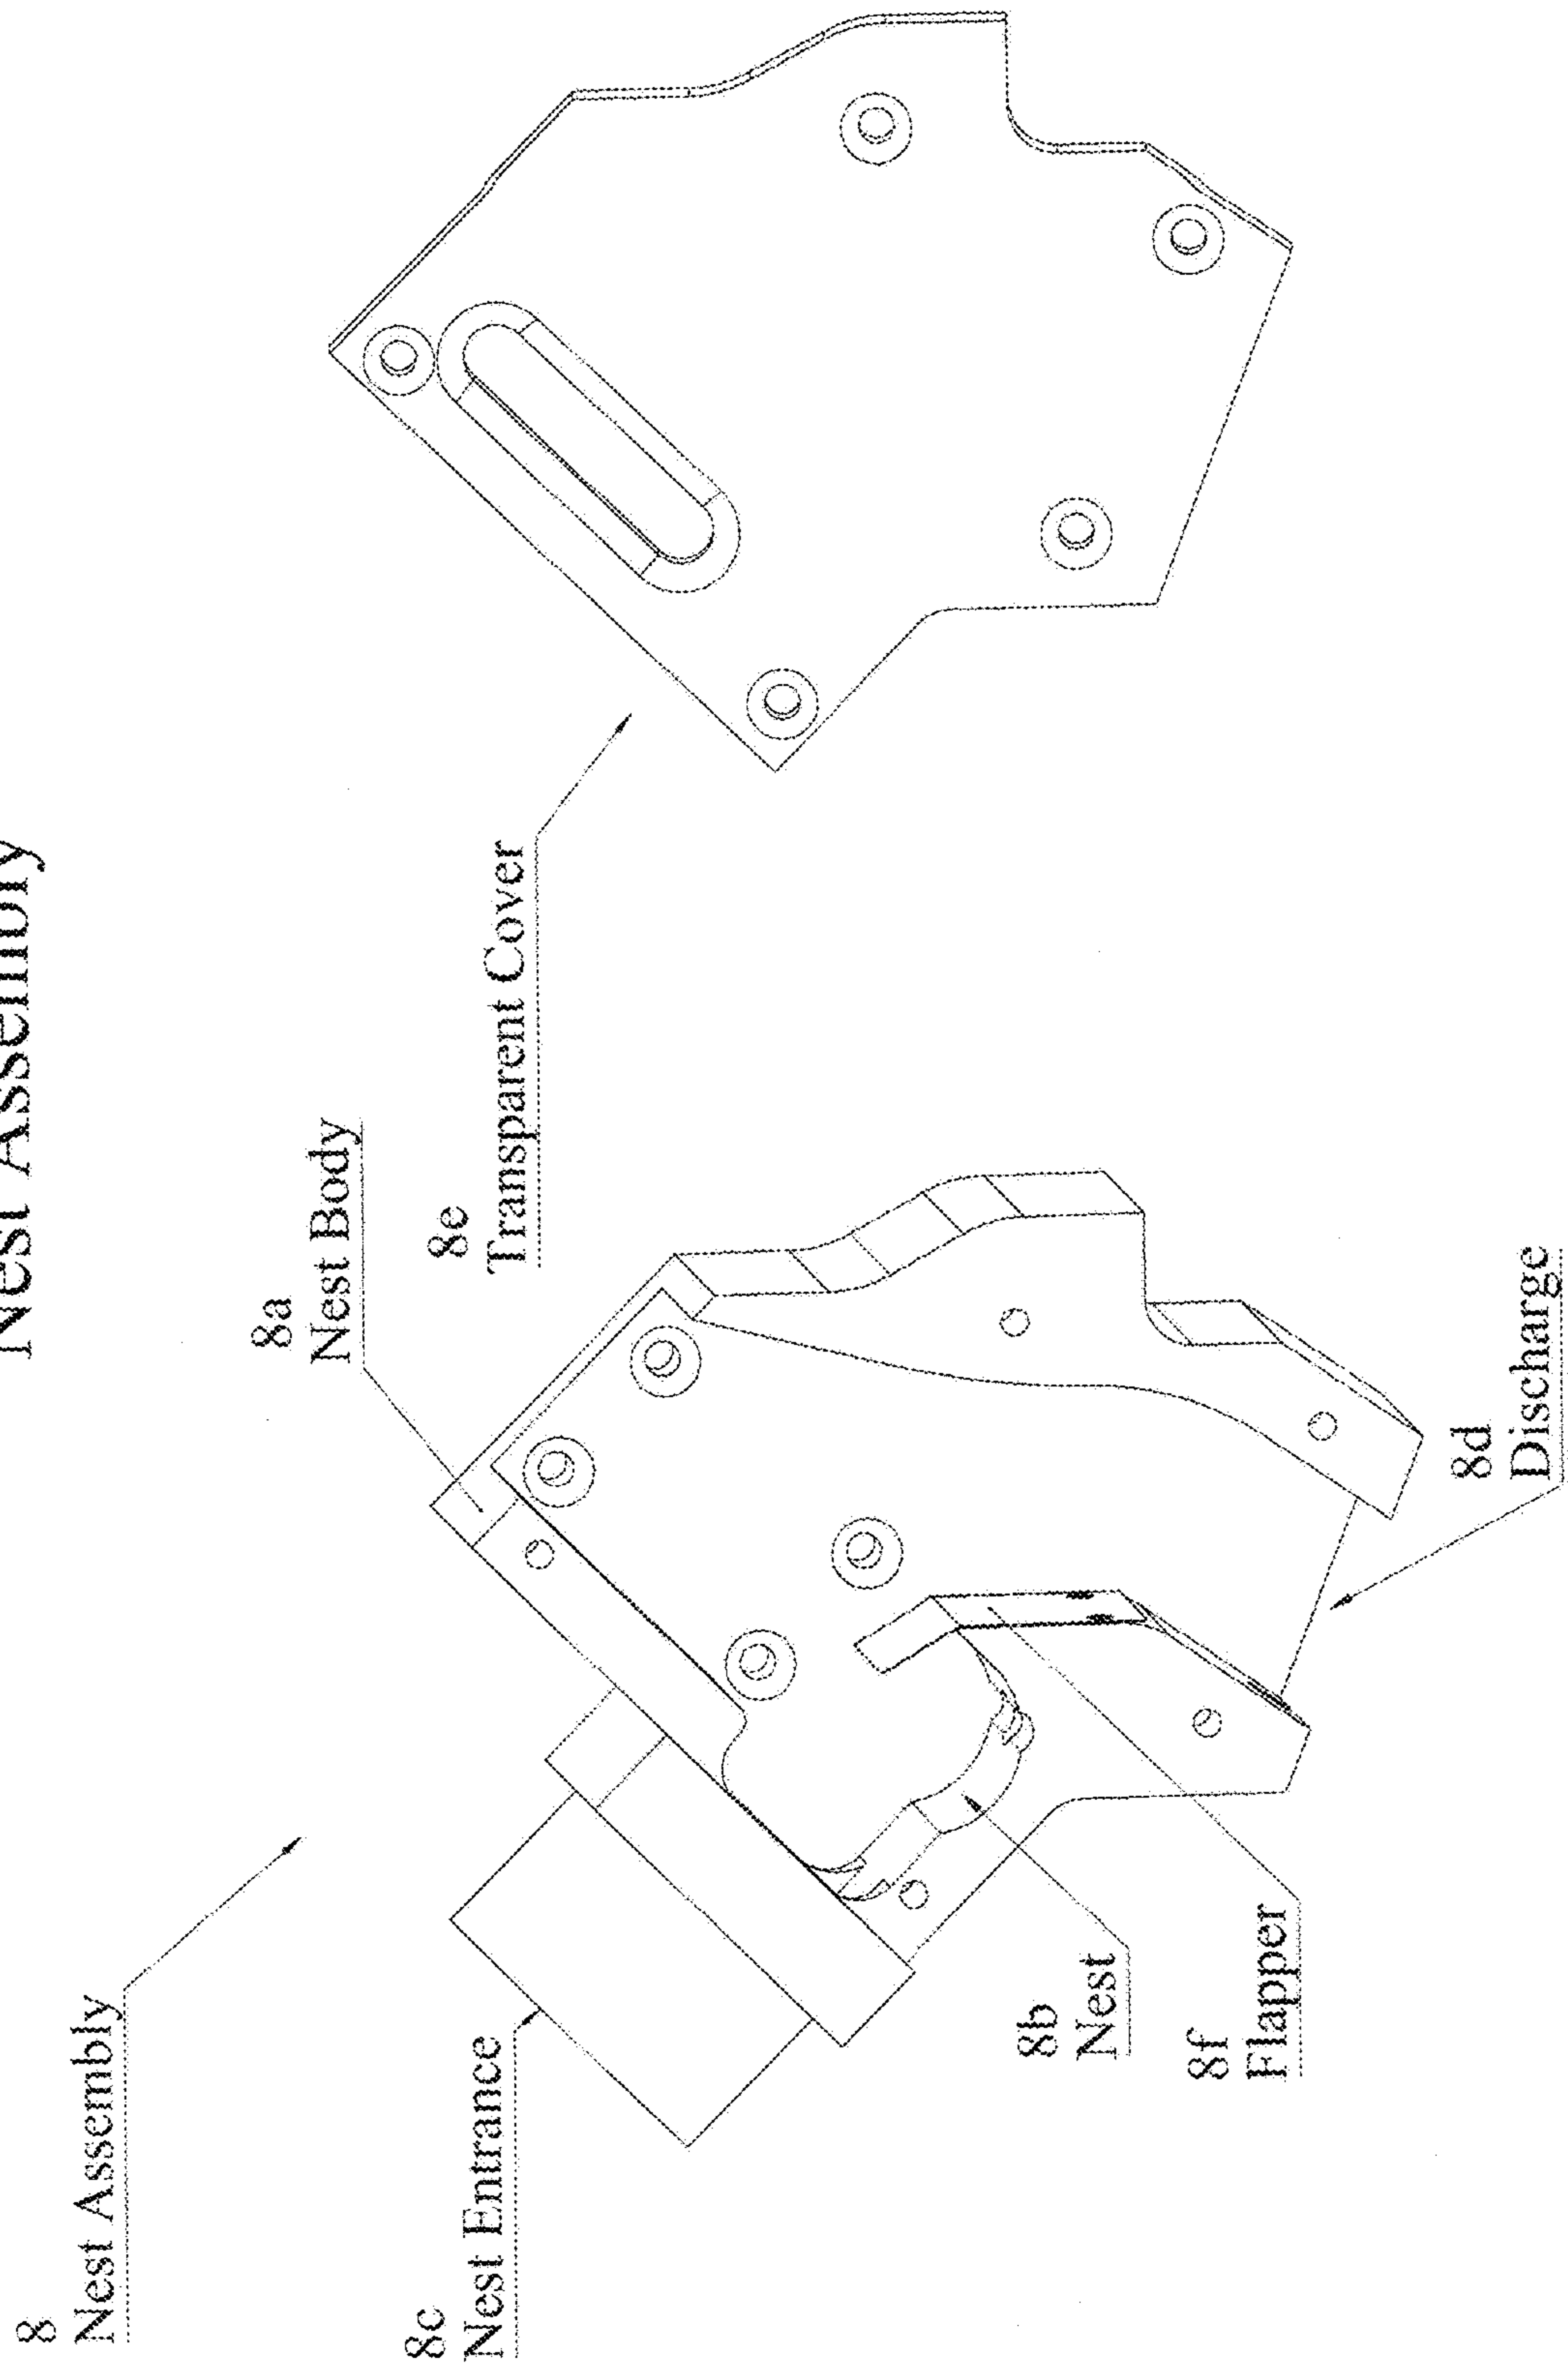 Nest Assembly
8
Nest Assembly
8a
Nest Body
8c
Nest Entrance
8e
Transparent Cover
8b
Nest
8f
Flapper
8d
Discharge